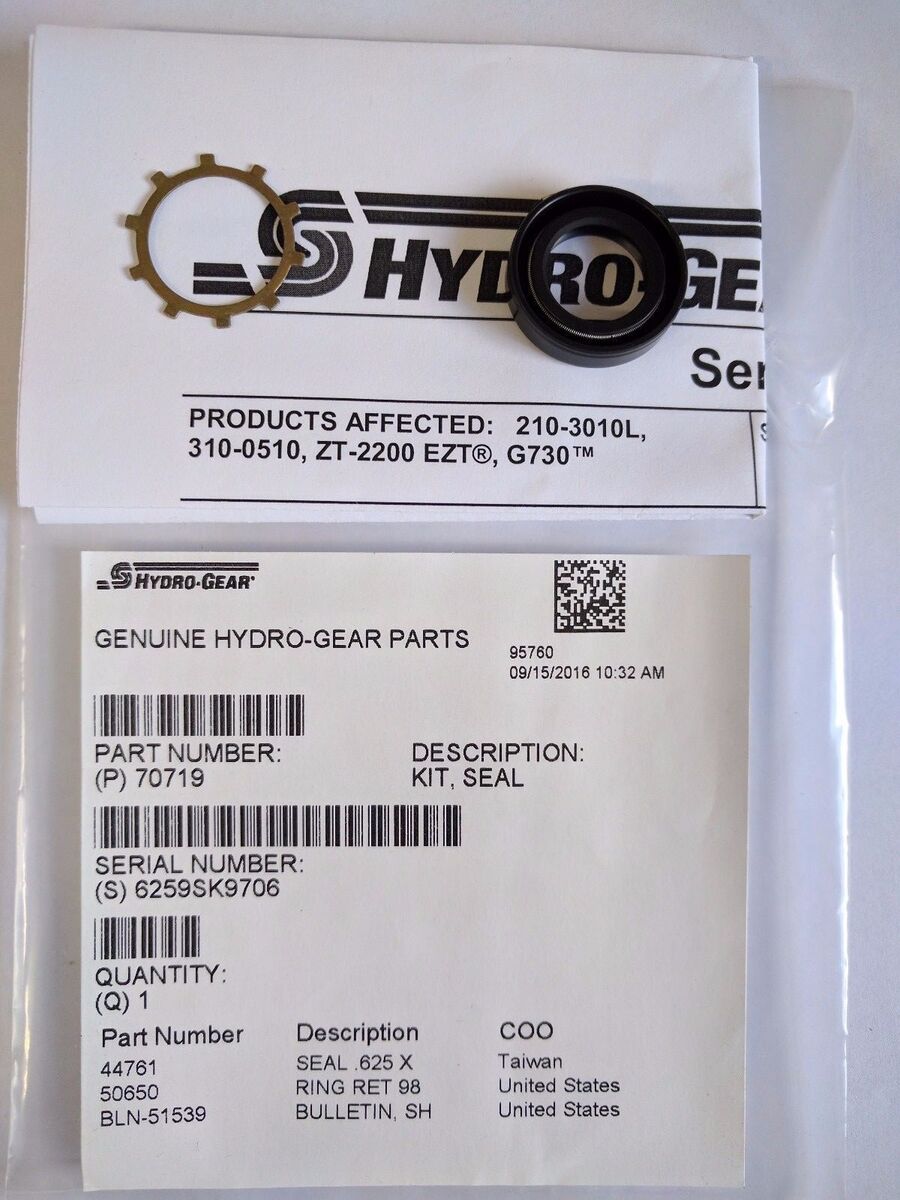 HYDRO-GE
Ser
PRODUCTS AFFECTED: 210-3010L,
310-0510, ZT-2200 EZT®, G730™
HYDRO-GEAR®
GENUINE HYDRO-GEAR PARTS
95760
09/15/2016 10:32 AM
PART NUMBER:
(P) 70719
DESCRIPTION:
KIT, SEAL
SERIAL NUMBER:
(S) 6259SK9706
QUANTITY:
(Q) 1
Part Number Description COO
44761 SEAL .625 X Taiwan
50650 RING RET 98 United States
BLN-51539 BULLETIN, SH United States